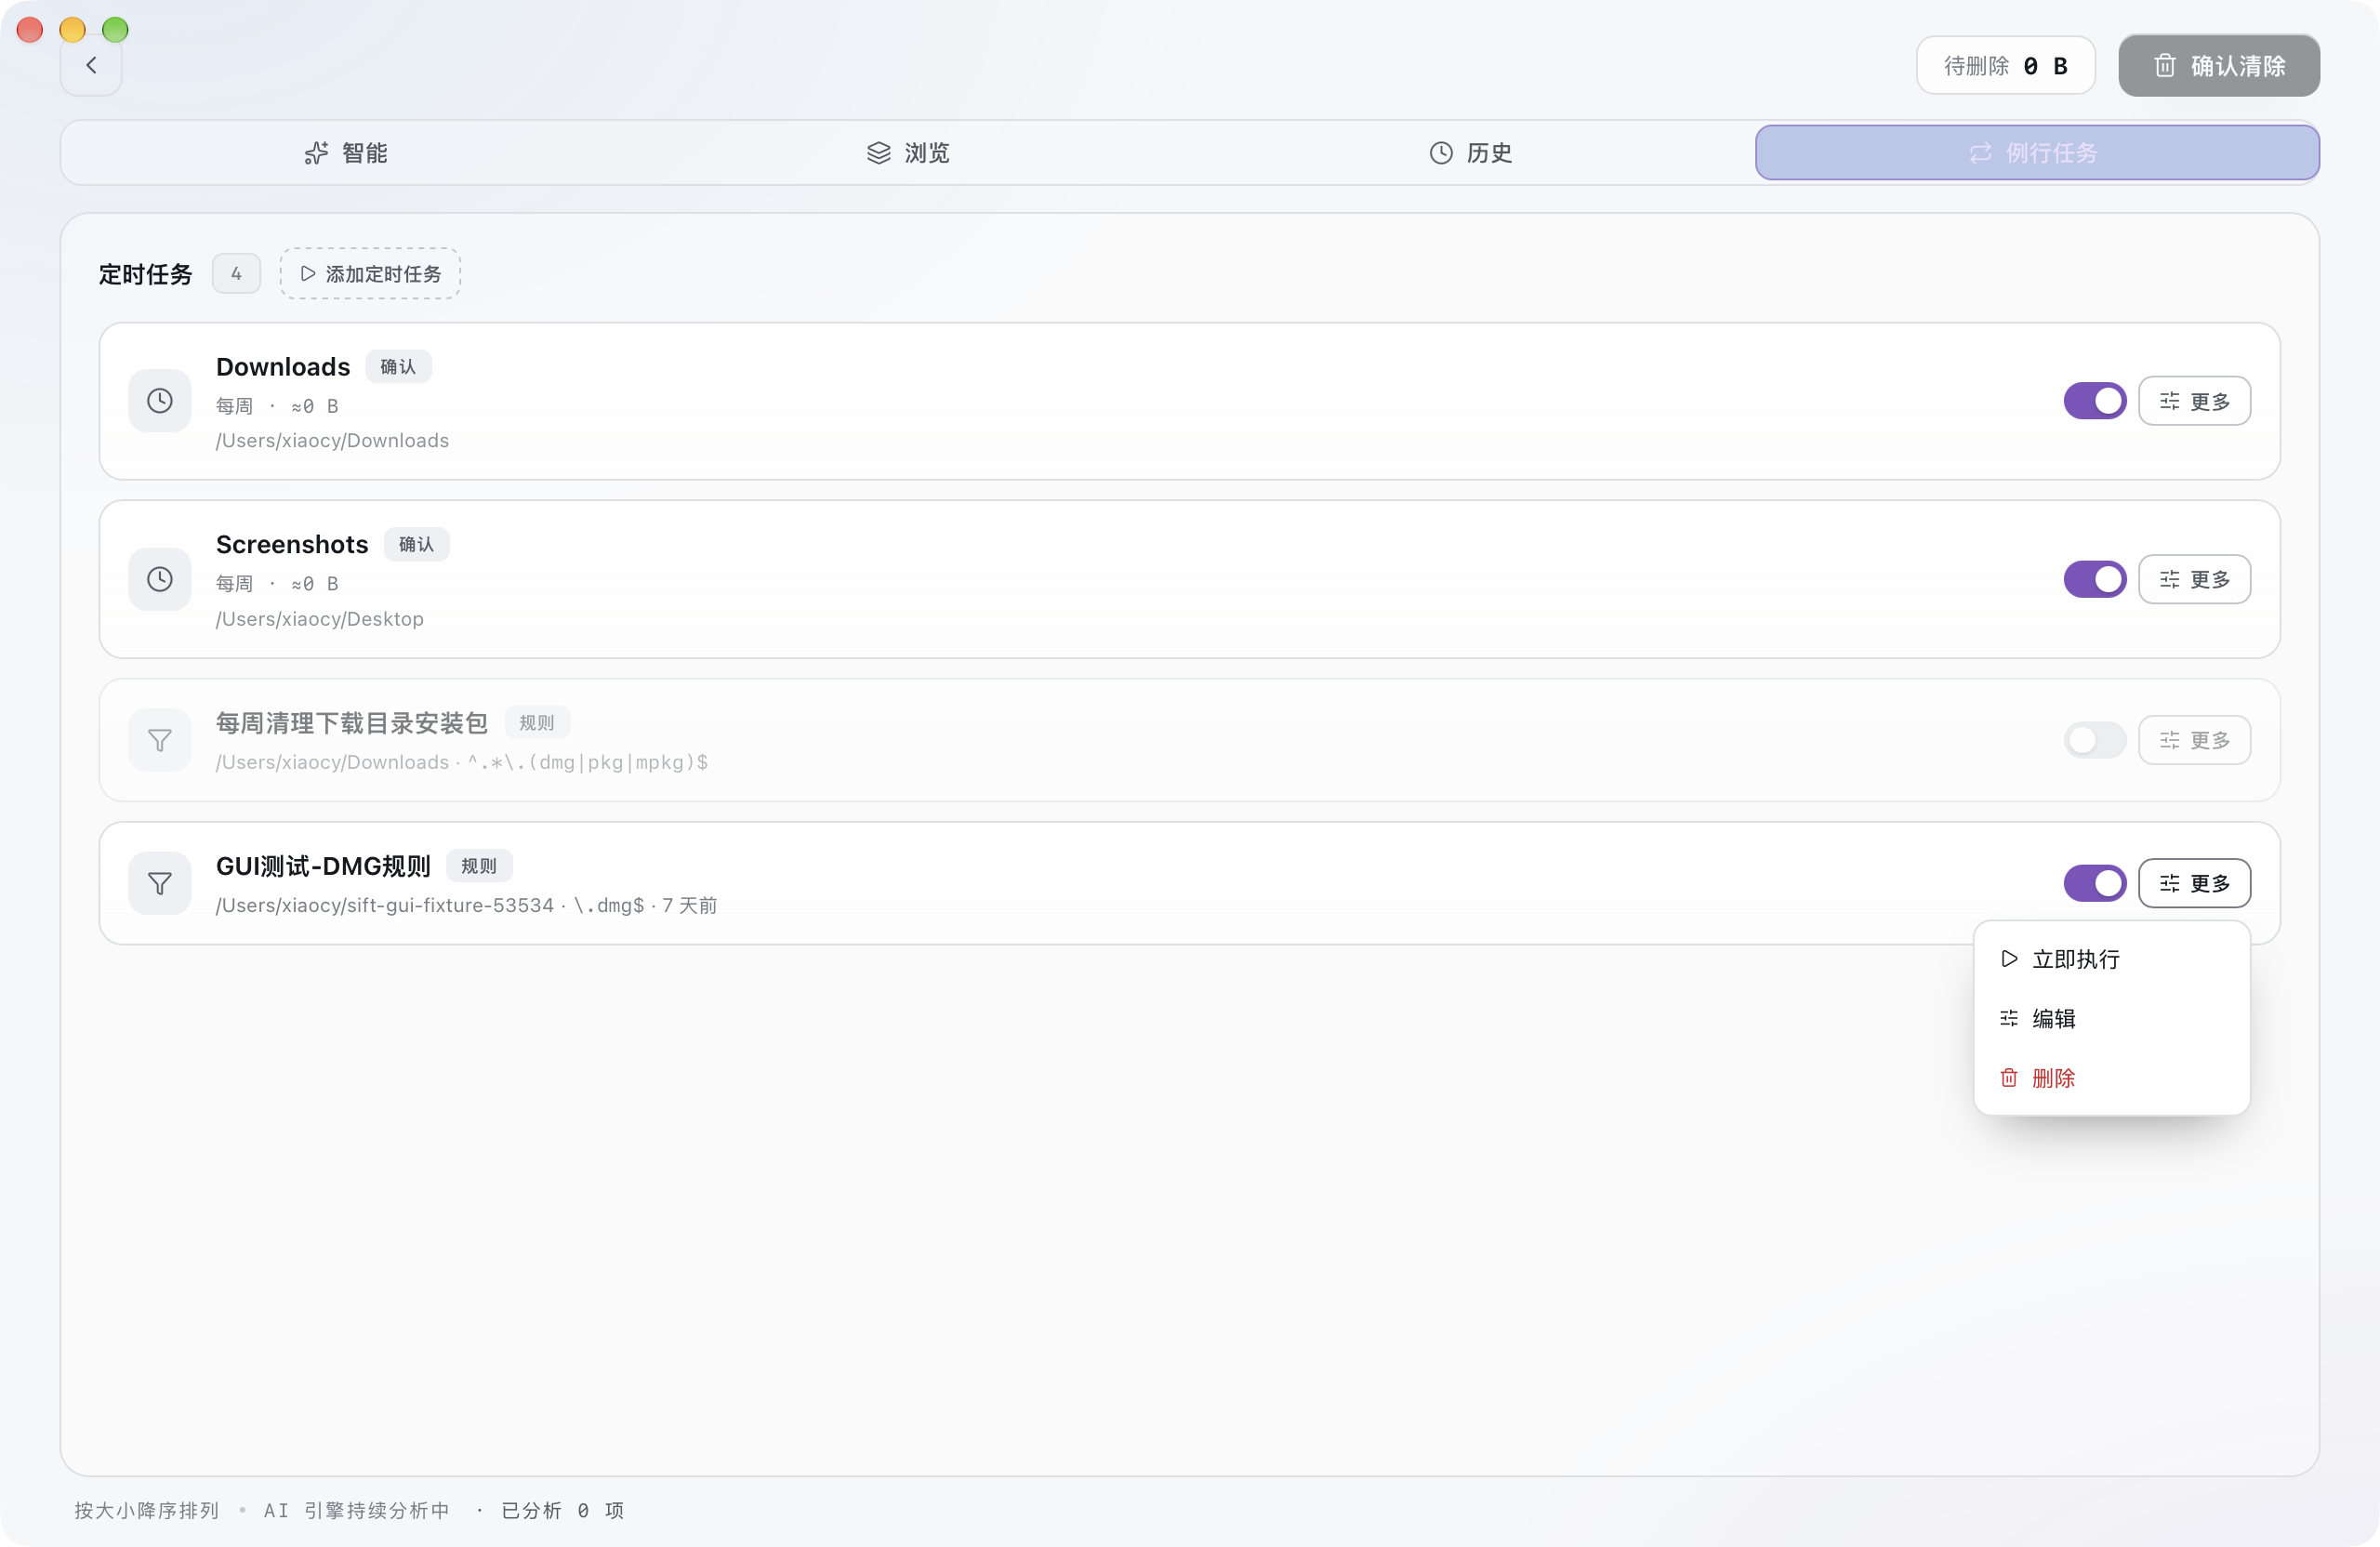 待删除 0 B
确认清除
智能
浏览
历史
例行任务
定时任务 4 添加定时任务
Downloads 确认
每周 · ≈0 B
/Users/xiaocy/Downloads
更多
Screenshots 确认
每周 · ≈0 B
/Users/xiaocy/Desktop
更多
每周清理下载目录安装包 规则
/Users/xiaocy/Downloads · ^.*\.(dmg|pkg|mpkg)$
更多
GUI测试-DMG规则 规则
/Users/xiaocy/sift-gui-fixture-53534 · \.dmg$ · 7 天前
更多
立即执行
编辑
删除
按大小降序排列 • AI 引擎持续分析中 · 已分析 0 项